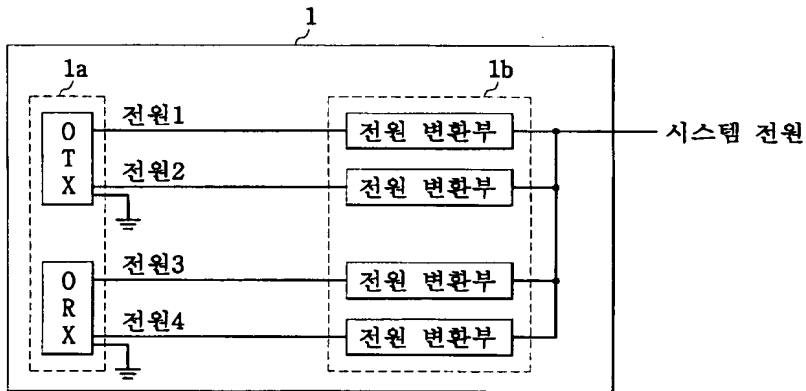 1
1a
1b
O
T
X
전원1
전원 변환부
시스템 전원
전원2
전원 변환부
O
R
X
전원3
전원 변환부
전원4
전원 변환부